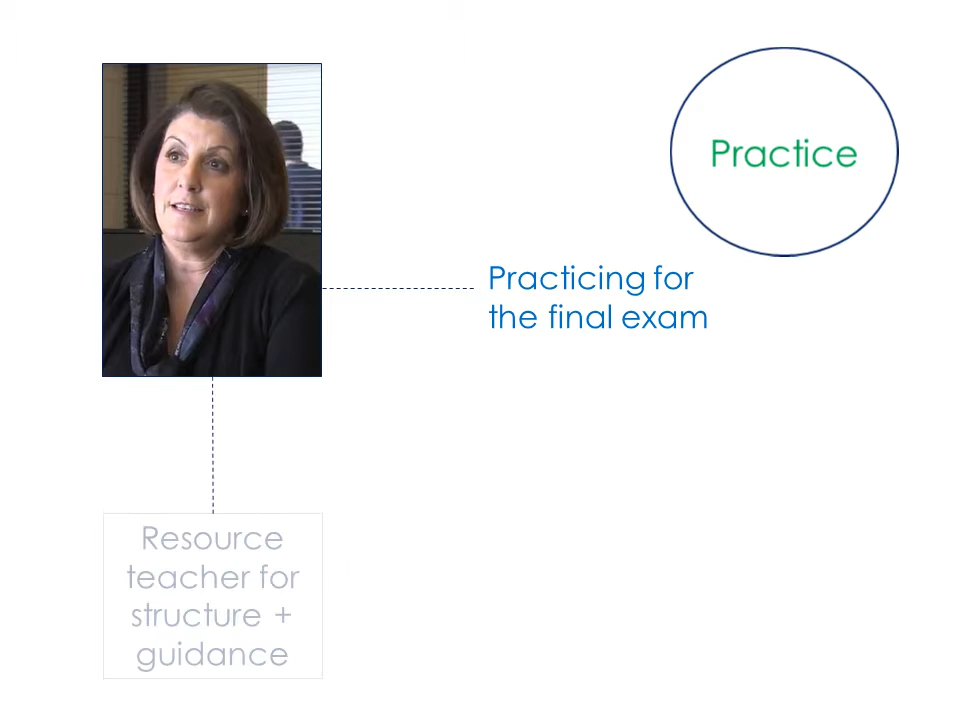 Practice
Practicing for
the final exam
Resource
teacher for
structure +
guidance